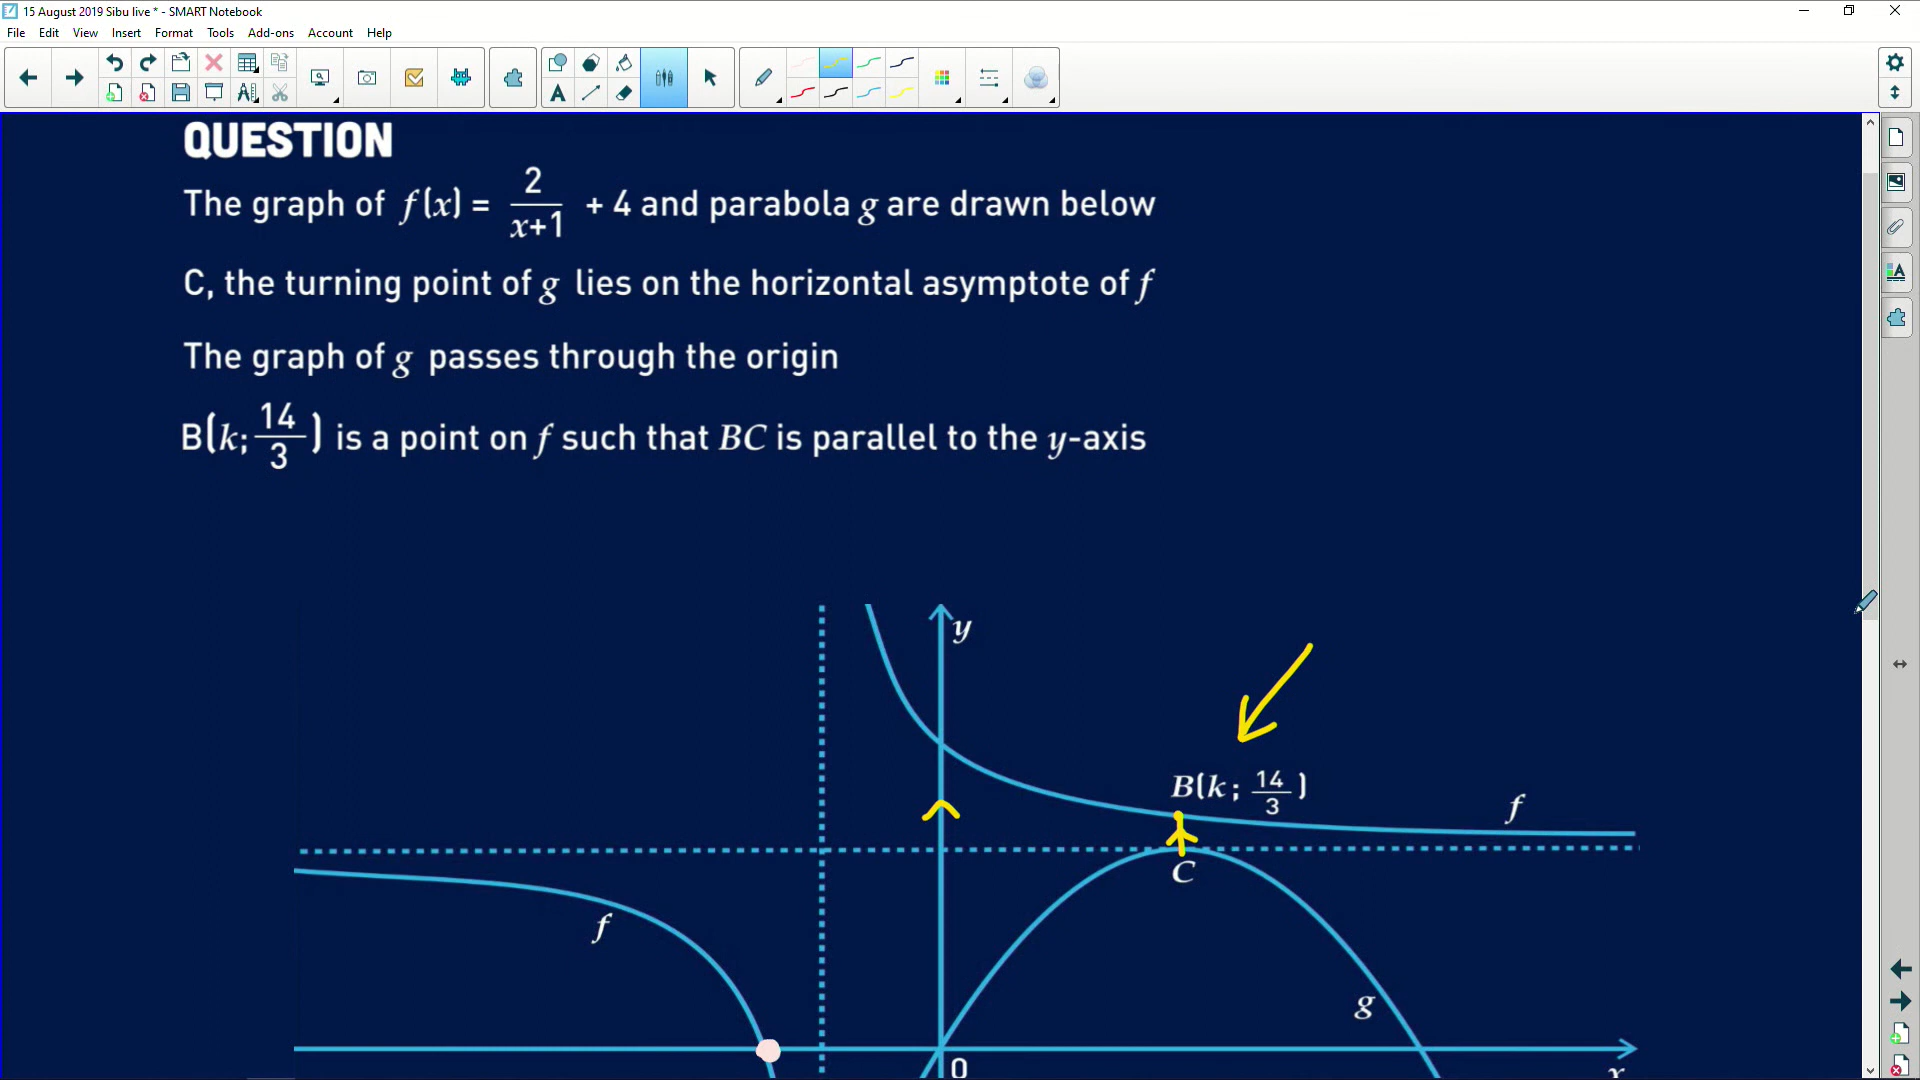 15 August 2019 Sibu live * - SMART Notebook
File Edit View Insert Format Tools Add-ons Account Help
QUESTION
The graph of f(x) = 2/(x+1) + 4 and parabola g are drawn below
C, the turning point of g lies on the horizontal asymptote of f
The graph of g passes through the origin
B(k; 14/3) is a point on f such that BC is parallel to the y-axis
y
B(k; 14/3)
f
C
f
g
0
x